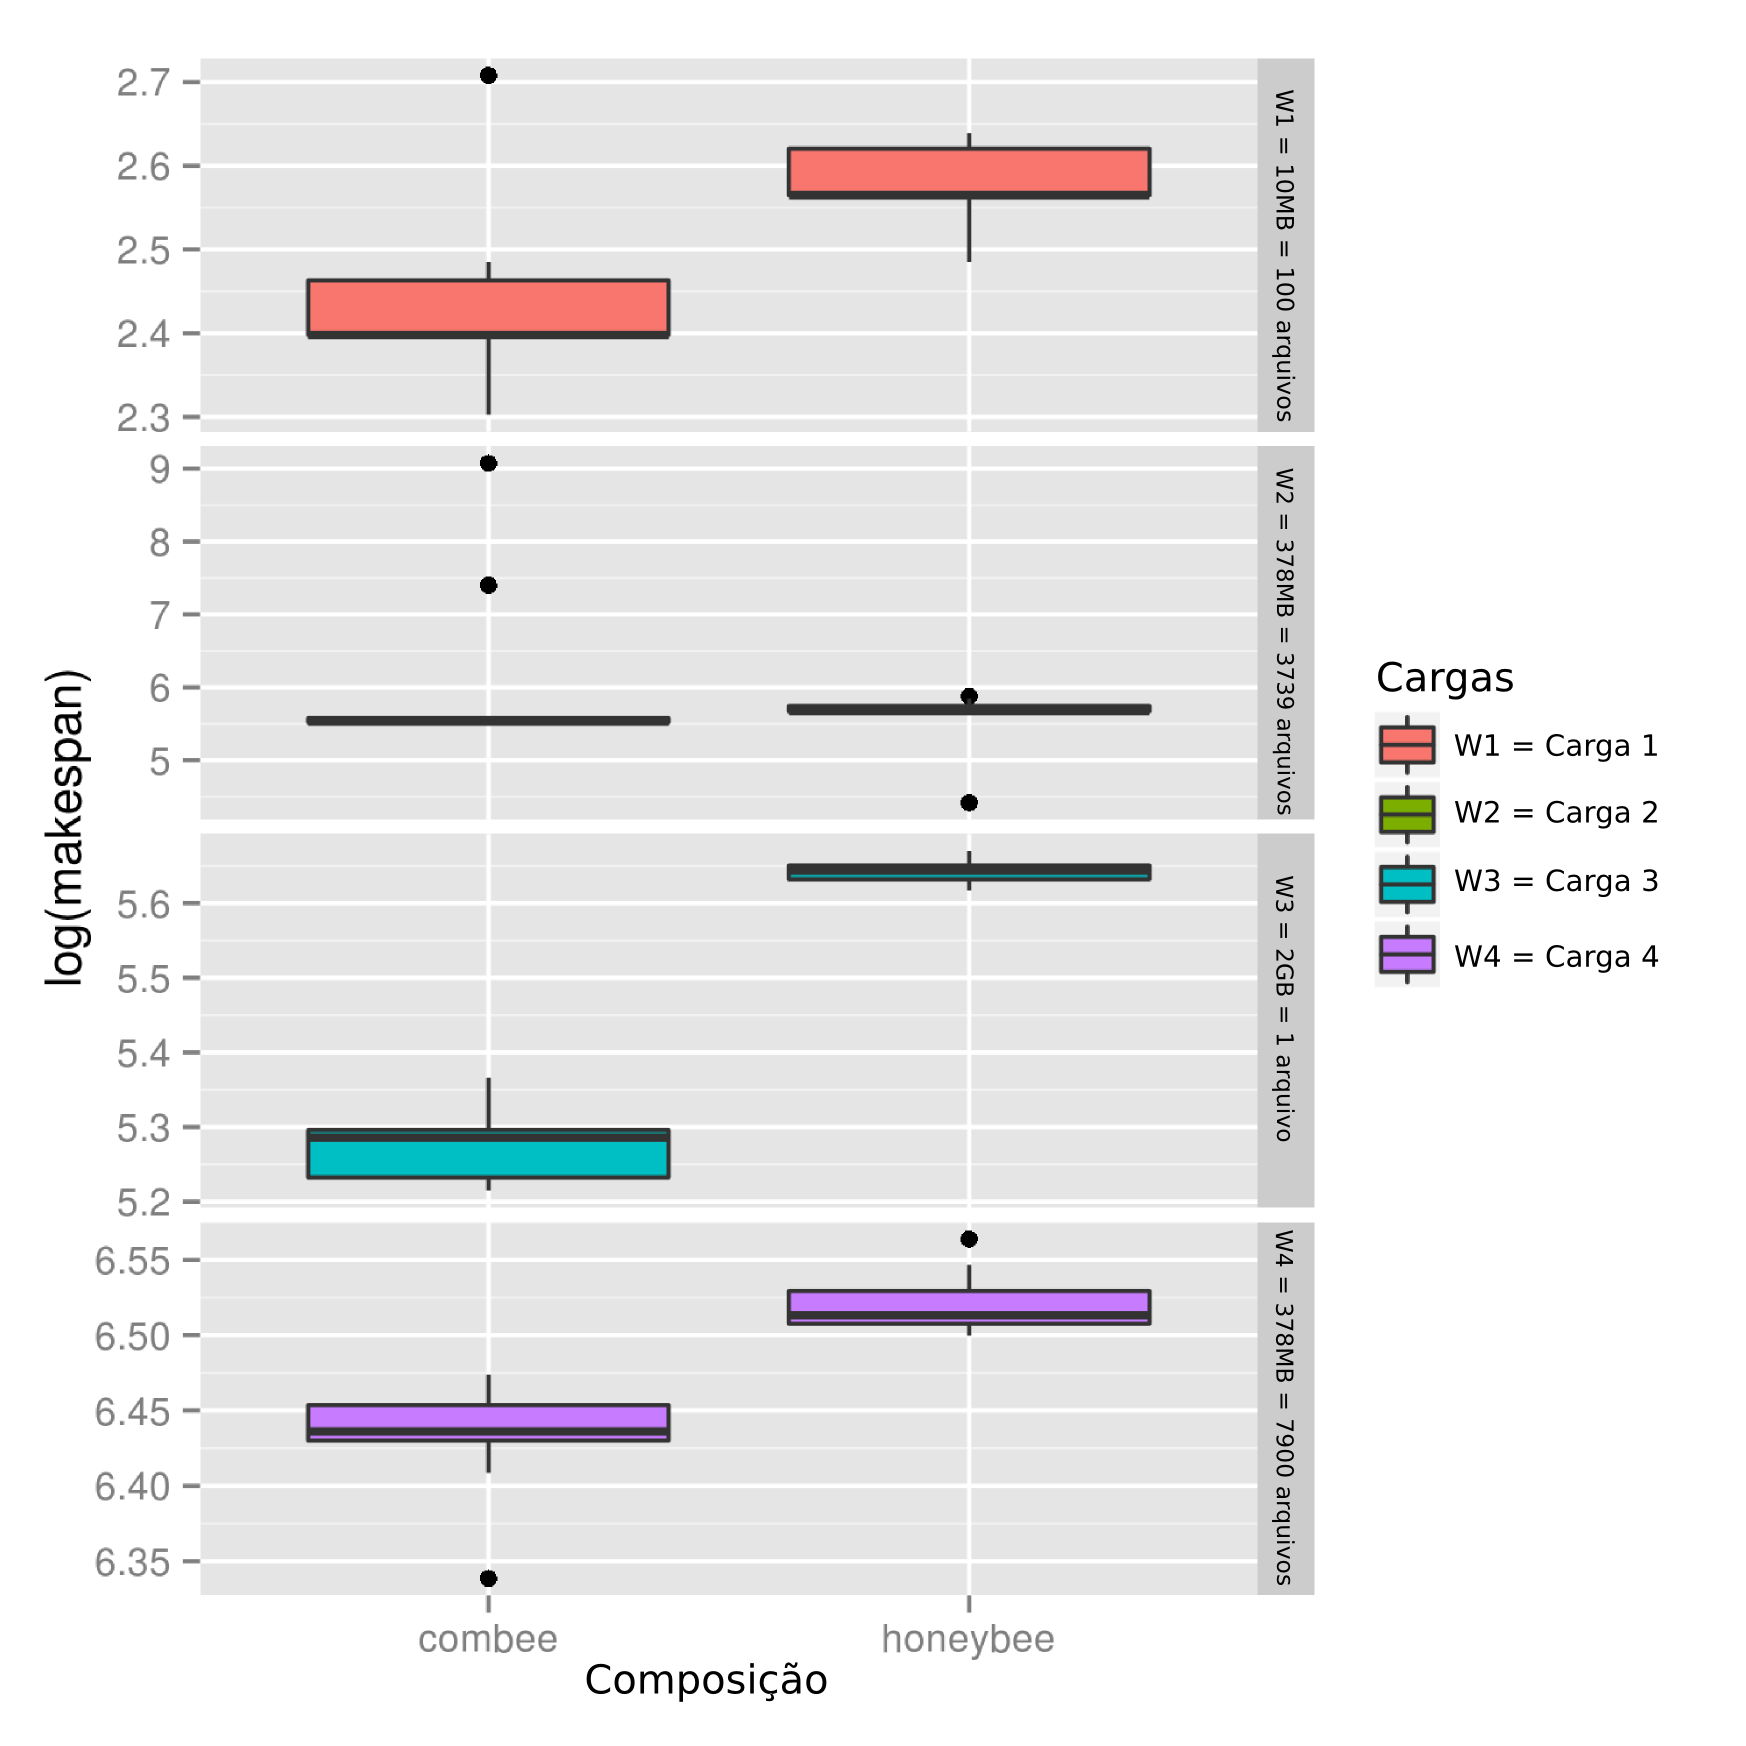 log(makespan)
2.7
2.6
2.5
2.4
2.3
W1 = 10MB = 100 arquivos
9
8
7
6
5
W2 = 378MB = 3739 arquivos
5.6
5.5
5.4
5.3
5.2
W3 = 2GB = 1 arquivo
6.55
6.50
6.45
6.40
6.35
W4 = 378MB = 7900 arquivos
combee honeybee
Composição
Cargas
W1 = Carga 1
W2 = Carga 2
W3 = Carga 3
W4 = Carga 4